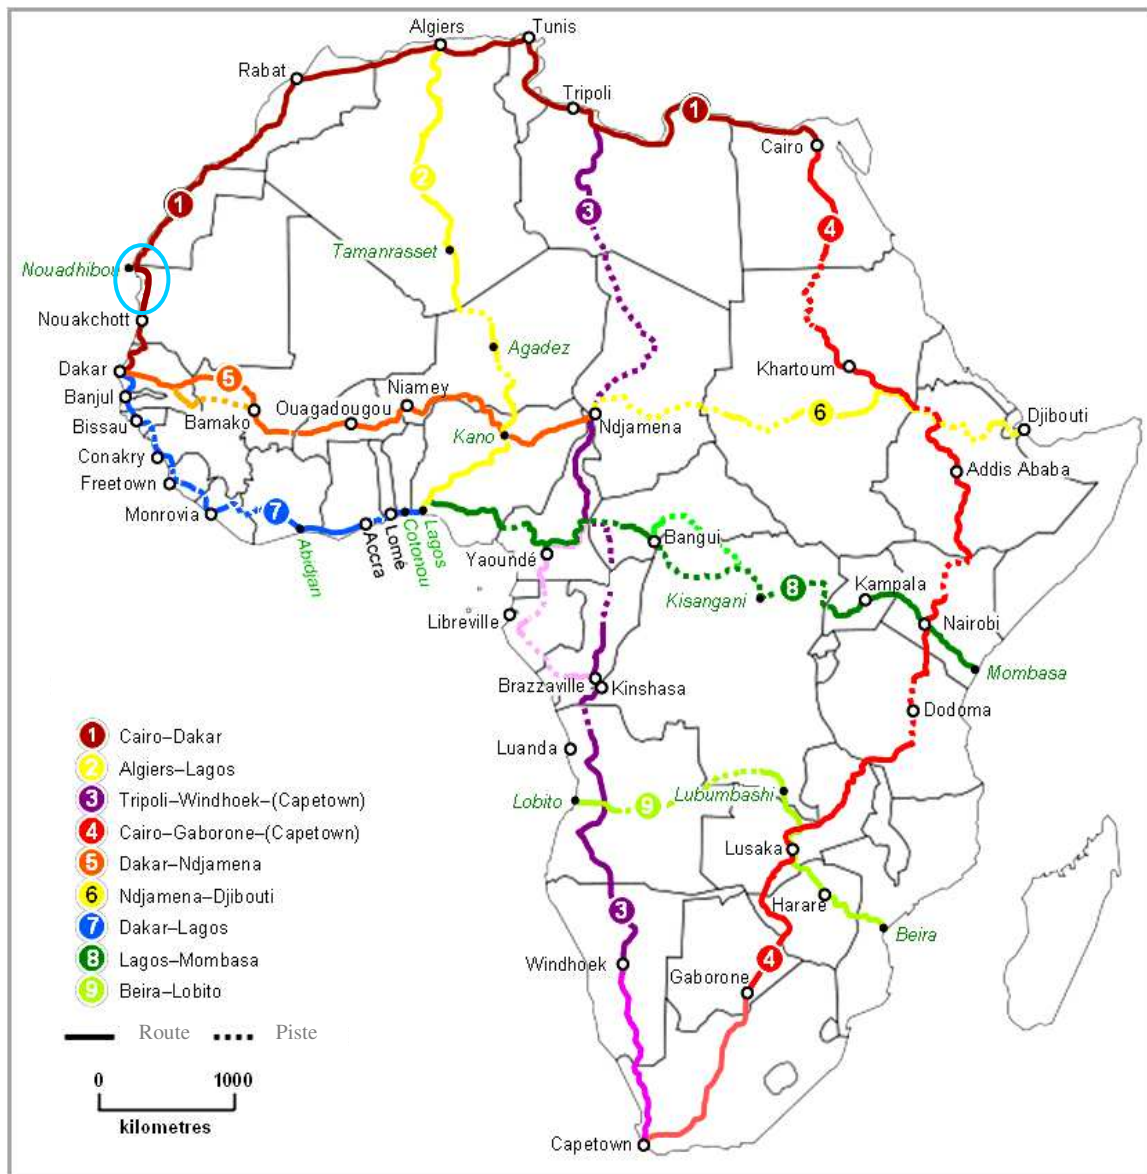 Algiers
Tunis
Rabat
Tripoli
1
Cairo
2
1
3
4
Tamanrasset
Nouadhibou
Nouakchott
Agadez
Dakar
5
Niamey
Khartoum
Banjul
Ouagadougou
6
Djibouti
Bissau
Bamako
Kano
Ndjamena
Conakry
Addis Ababa
Freetown
Monrovia
7
Abidjan
Accra
Lomé
Cotonou
Lagos
Yaoundé
Bangui
Kampala
8
Kisangani
Libreville
Nairobi
Mombasa
Brazzaville
Kinshasa
Dodoma
Luanda
Lobito
9
Lubumbashi
Lusaka
Harare
3
Beira
Windhoek
4
Gaborone
Capetown
1 Cairo–Dakar
2 Algiers–Lagos
3 Tripoli–Windhoek–(Capetown)
4 Cairo–Gaborone–(Capetown)
5 Dakar–Ndjamena
6 Ndjamena–Djibouti
7 Dakar–Lagos
8 Lagos–Mombasa
9 Beira–Lobito
Route Piste
0 1000
kilometres